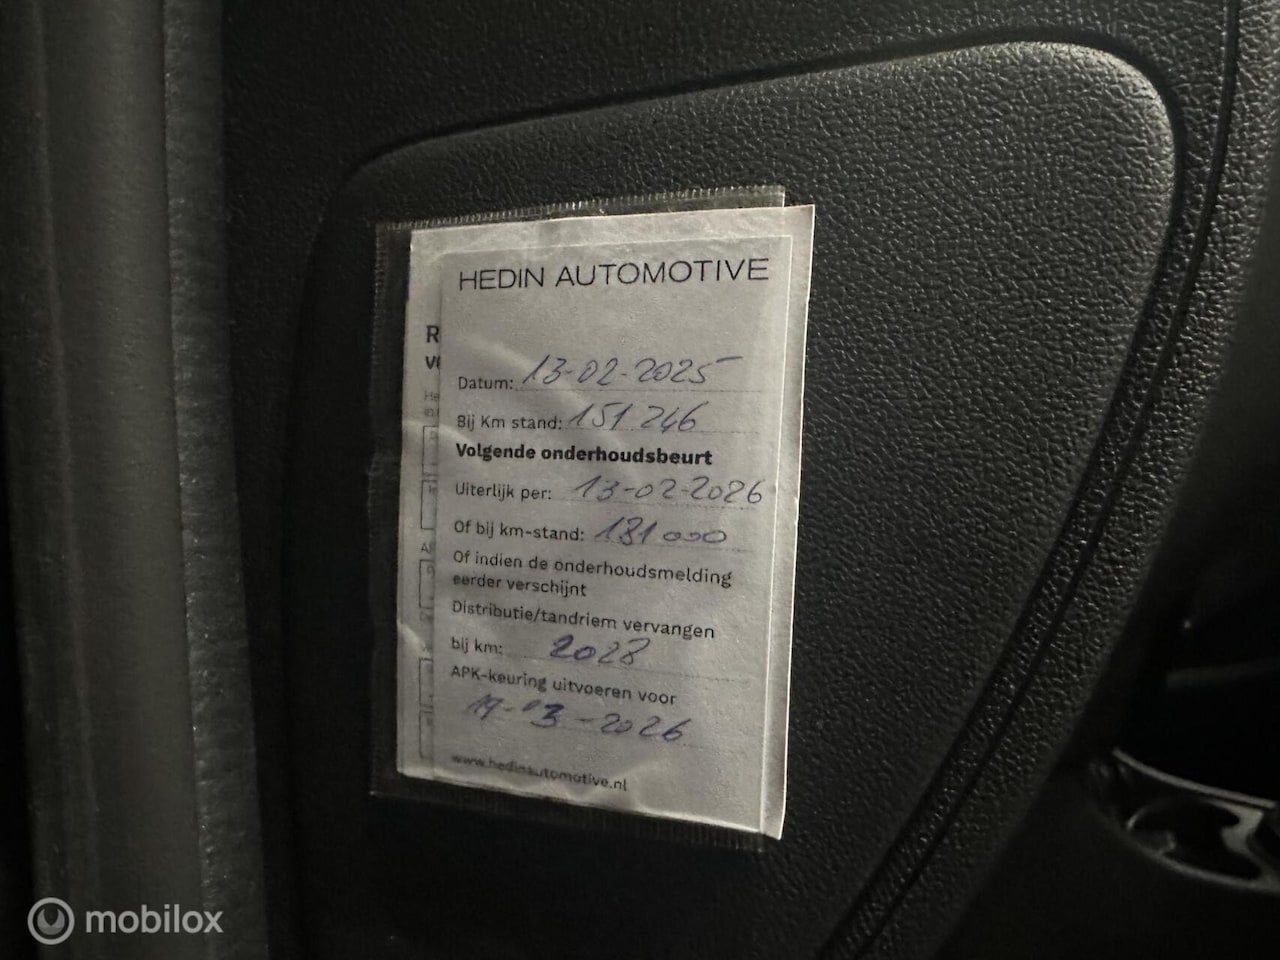 HEDIN AUTOMOTIVE
Datum: 13-02-2025
Bij Km stand: 151 246
Volgende onderhoudsbeurt
Uiterlijk per: 13-02-2026
Of bij km-stand: 181 000
Of indien de onderhoudsmelding
eerder verschijnt
Distributie/tandriem vervangen
bij km: 2028
APK-keuring uitvoeren voor
19-03-2026
www.hedinautomotive.nl
mobilox